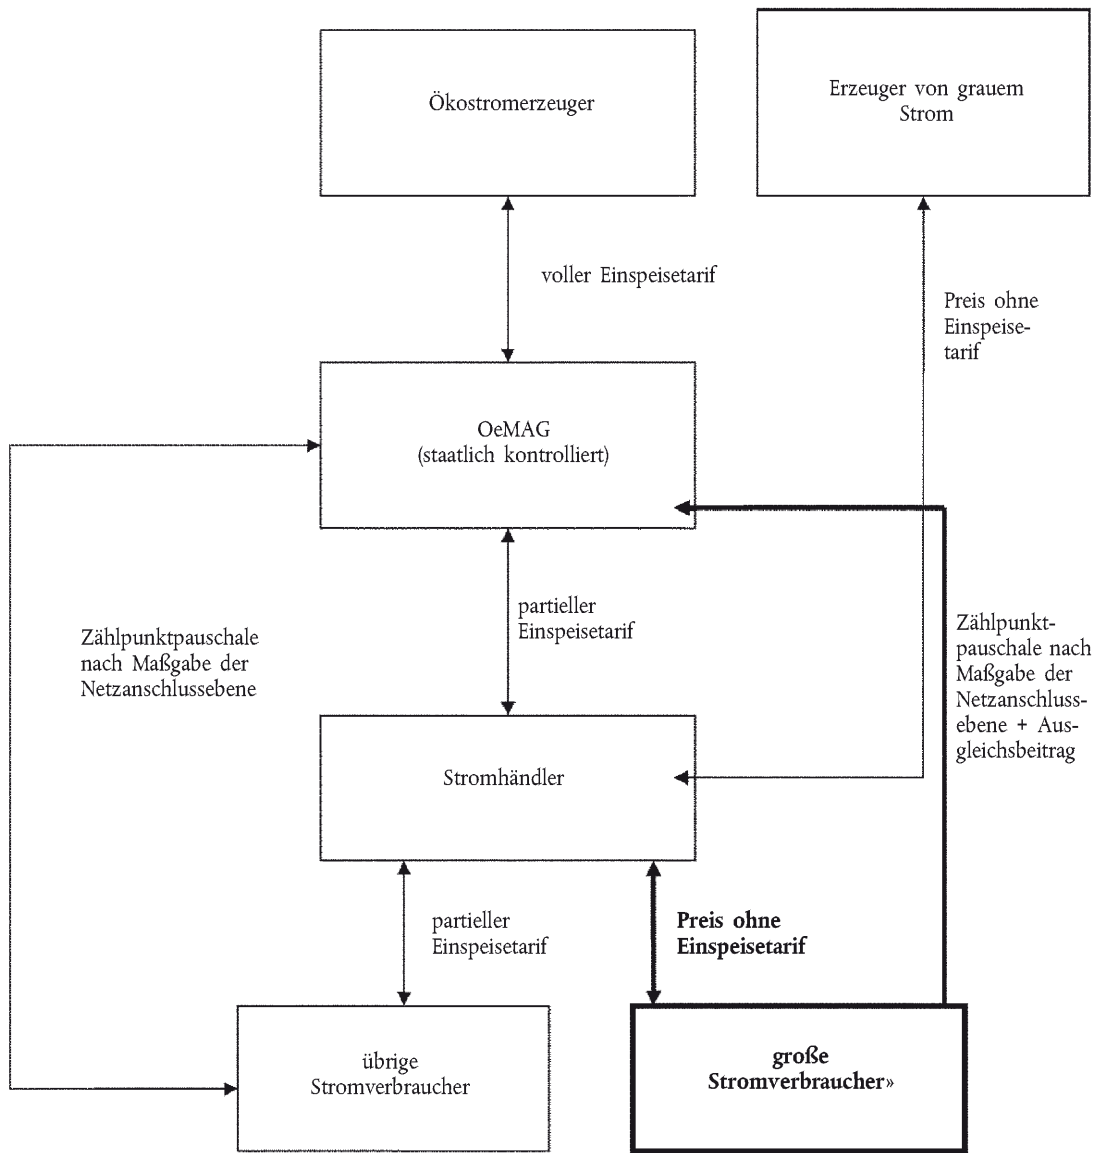 Ökostromerzeuger
Erzeuger von grauem
Strom
voller Einspeisetarif
Preis ohne
Einspeise-
tarif
OeMAG
(staatlich kontrolliert)
partieller
Einspeisetarif
Zählpunktpauschale
nach Maßgabe der
Netzanschlussebene
Zählpunkt-
pauschale nach
Maßgabe der
Netzanschluss-
ebene + Aus-
gleichsbeitrag
Stromhändler
partieller
Einspeisetarif
Preis ohne
Einspeisetarif
übrige
Stromverbraucher
große
Stromverbraucher»